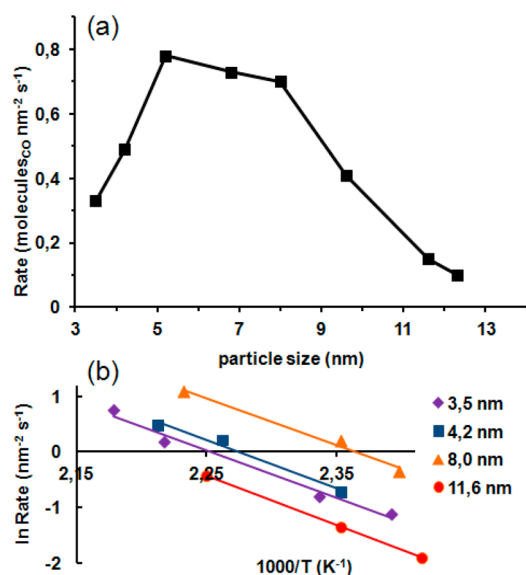 (a)
Rate (molecules_CO nm⁻² s⁻¹)
0,8
0,6
0,4
0,2
0
3 5 7 9 11 13
particle size (nm)
(b)
ln Rate (nm⁻² s⁻¹)
1
0
-1
-2
2,15 2,25 2,35
1000/T (K⁻¹)
3,5 nm
4,2 nm
8,0 nm
11,6 nm